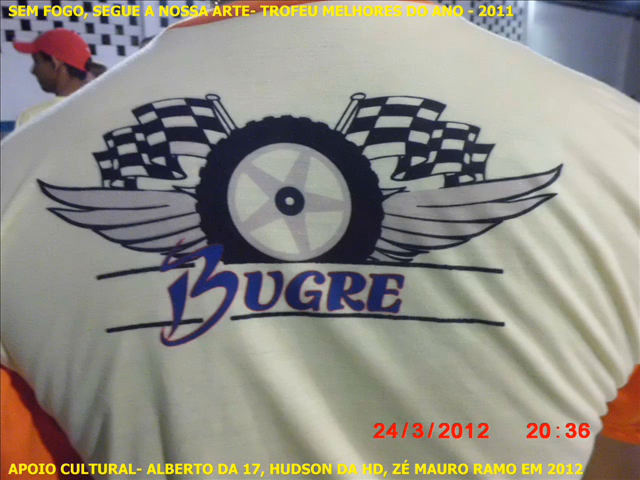 SEM FOGO, SEGUE A NOSSA ÀRTE- TROFEU MELHORES DO ANO - 2011
BUGRE
24/3/2012 20:36
APOIO CULTURAL- ALBERTO DA 17, HUDSON DA HD, ZÉ MAURO RAMO EM 2012